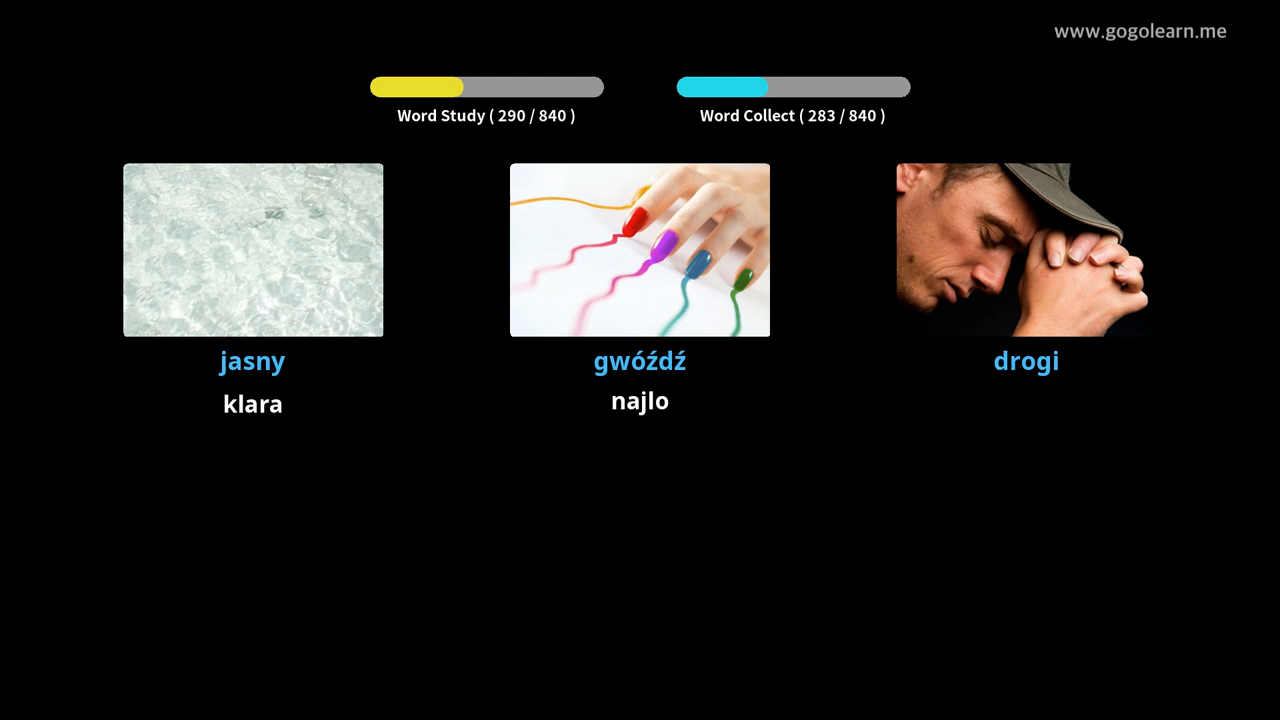 www.gogolearn.me
Word Study ( 290 / 840 )
Word Collect ( 283 / 840 )
jasny
klara
gwóźdź
najlo
drogi